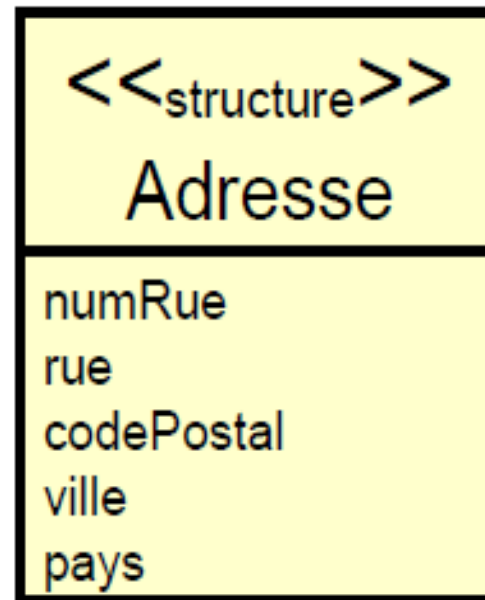 <<structure>>
Adresse
numRue
rue
codePostal
ville
pays